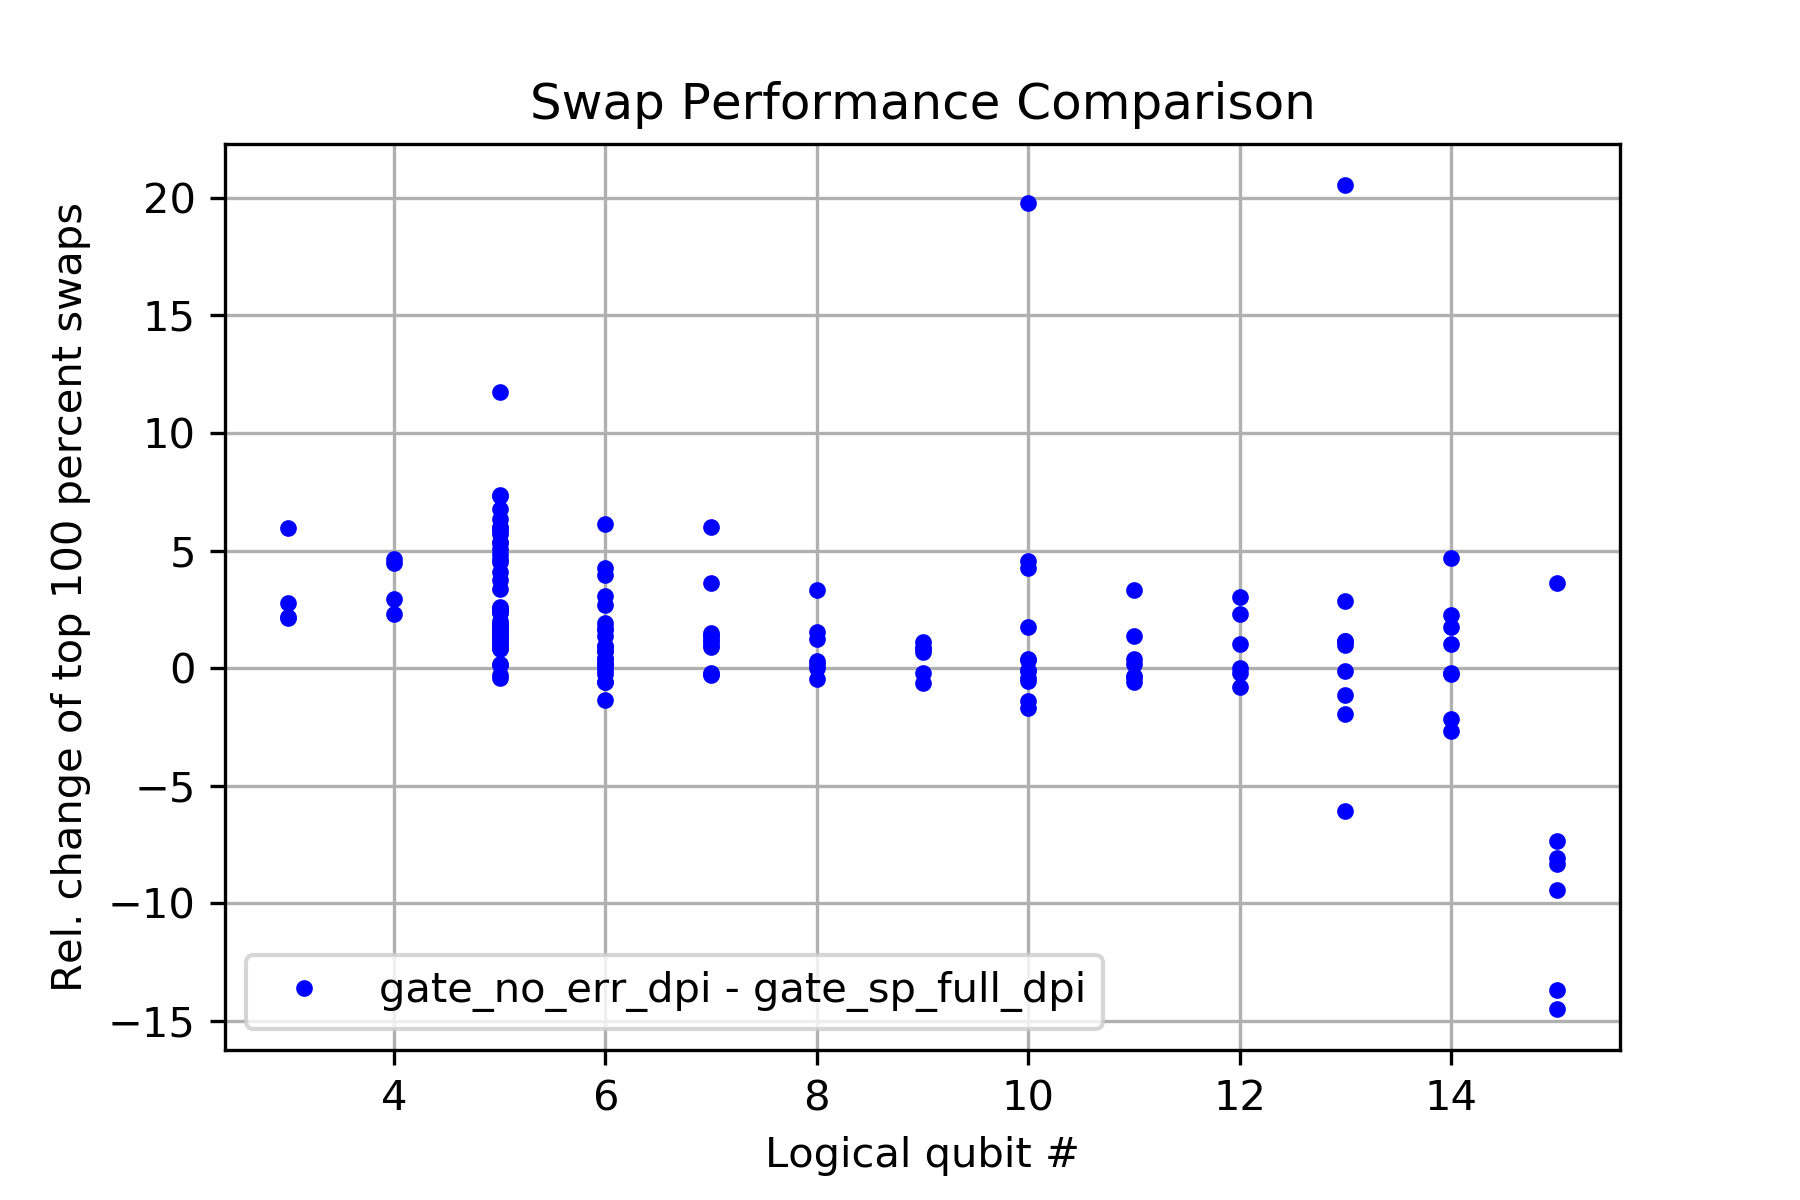 Swap Performance Comparison
Rel. change of top 100 percent swaps
20
15
10
5
0
−5
−10
−15
gate_no_err_dpi - gate_sp_full_dpi
4 6 8 10 12 14
Logical qubit #